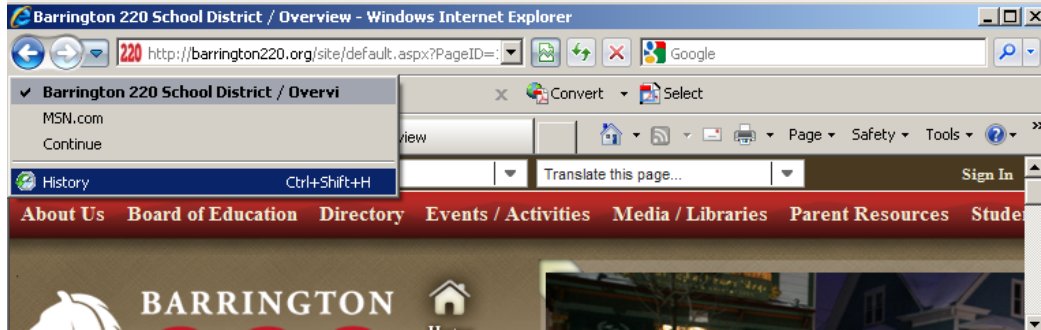 Barrington 220 School District / Overview - Windows Internet Explorer
220 http://barrington220.org/site/default.aspx?PageID= Google
✓ Barrington 220 School District / Overvi
x Convert Select
MSN.com
Continue
view
Page Safety Tools »
History Ctrl+Shift+H
Translate this page...
Sign In
About Us Board of Education Directory Events / Activities Media / Libraries Parent Resources
BARRINGTON